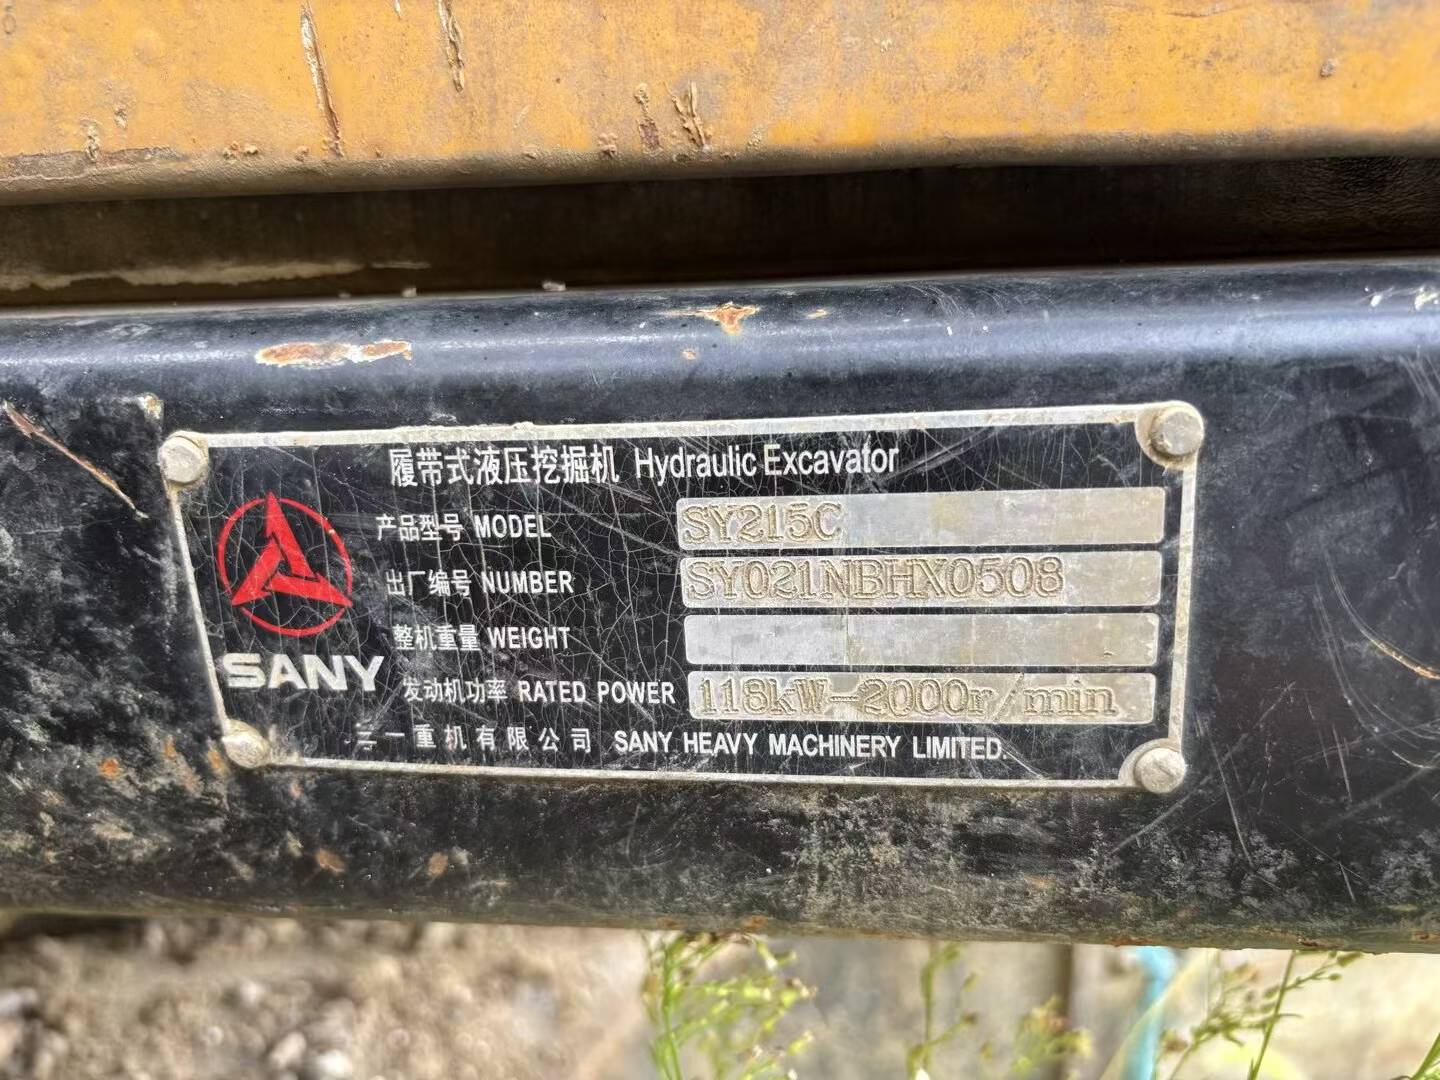 履带式液压挖掘机 Hydraulic Excavator
产品型号 MODEL SY215C
出厂编号 NUMBER SY021NBHX0508
整机重量 WEIGHT
SANY
发动机功率 RATED POWER 118kW-2000r/min
三一重机有限公司 SANY HEAVY MACHINERY LIMITED.